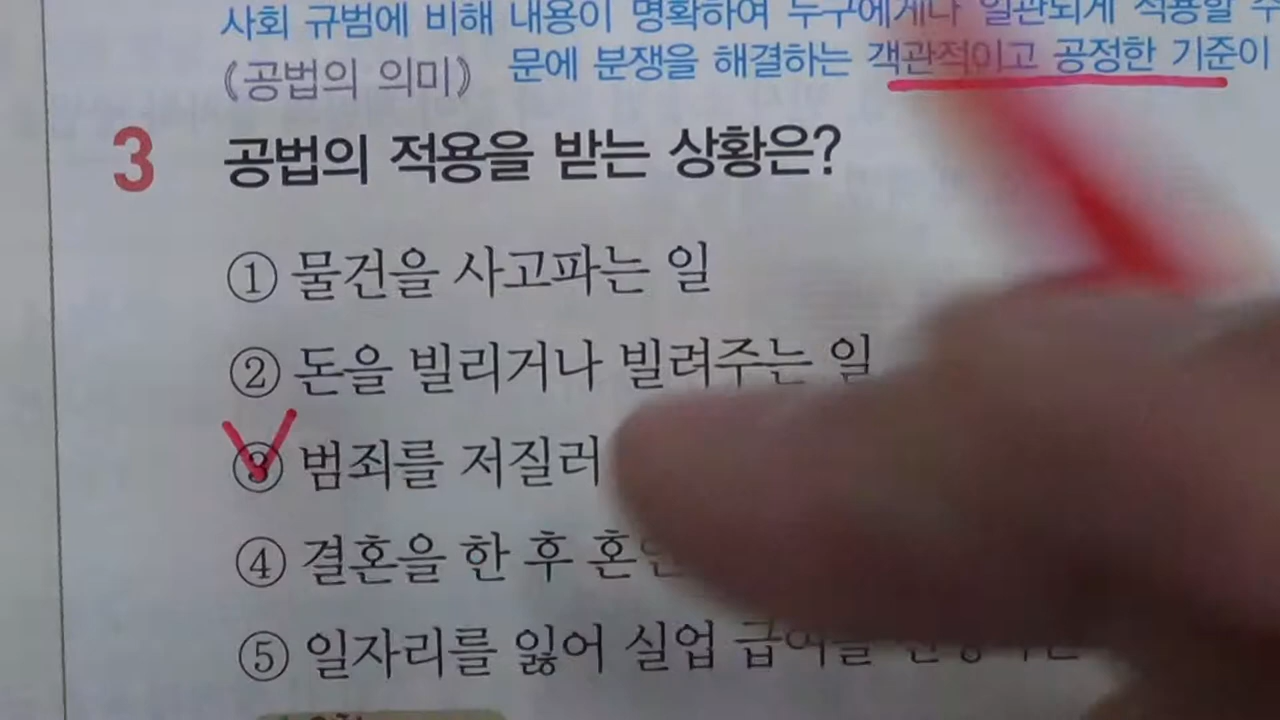 사회 규범에 비해 내용이 명확하여 누구에게나 일관되게 적용할 수
《공법의 의미》 문에 분쟁을 해결하는 객관적이고 공정한 기준이
3 공법의 적용을 받는 상황은?
① 물건을 사고파는 일
② 돈을 빌리거나 빌려주는 일
③ 범죄를 저질러
④ 결혼을 한 후
⑤ 일자리를 잃어 실업 급여를